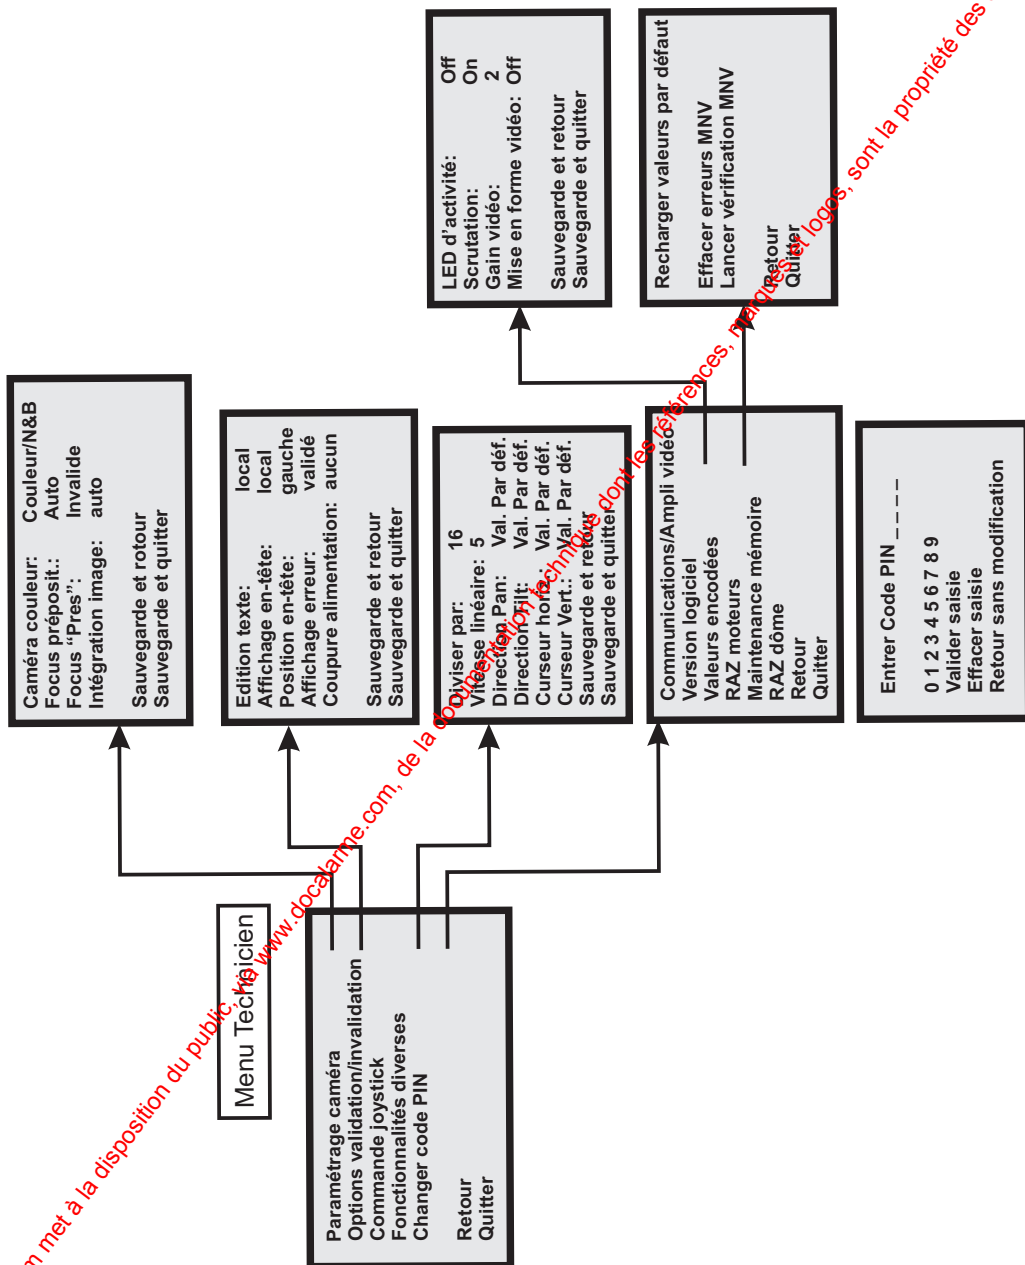 Menu Technicien
Paramétrage caméra
Options validation/invalidation
Commande joystick
Fonctionnalités diverses
Changer code PIN
Retour
Quitter
Caméra couleur: Couleur/N&B
Focus préposit.: Auto
Focus “Pres”: Invalide
Intégration image: auto
Sauvegarde et rotour
Sauvegarde et quitter
Edition texte: local
Affichage en-tête: local
Position en-tête: gauche
Affichage erreur: validé
Coupure alimentation: aucun
Sauvegarde et retour
Sauvegarde et quitter
Diviser par: 16
Vitesse linéaire: 5
Direction Pan: Val. Par déf.
Direction Tilt: Val. Par déf.
Curseur horiz.: Val. Par déf.
Curseur Vert.: Val. Par déf.
Sauvegarde et retour
Sauvegarde et quitter
Communications/Ampli vidéo
Version logiciel
Valeurs encodées
RAZ moteurs
Maintenance mémoire
RAZ dôme
Retour
Quitter
Entrer Code PIN _ _ _ _
0 1 2 3 4 5 6 7 8 9
Valider saisie
Effacer saisie
Retour sans modification
LED d'activité: Off
Scrutation: On
Gain vidéo: 2
Mise en forme vidéo: Off
Sauvegarde et retour
Sauvegarde et quitter
Recharger valeurs par défaut
Effacer erreurs MNV
Lancer vérification MNV
Retour
Quitter
m met à la disposition du public, via www.docalarme.com, de la documentation technique dont les références, marques et logos, sont la propriété des